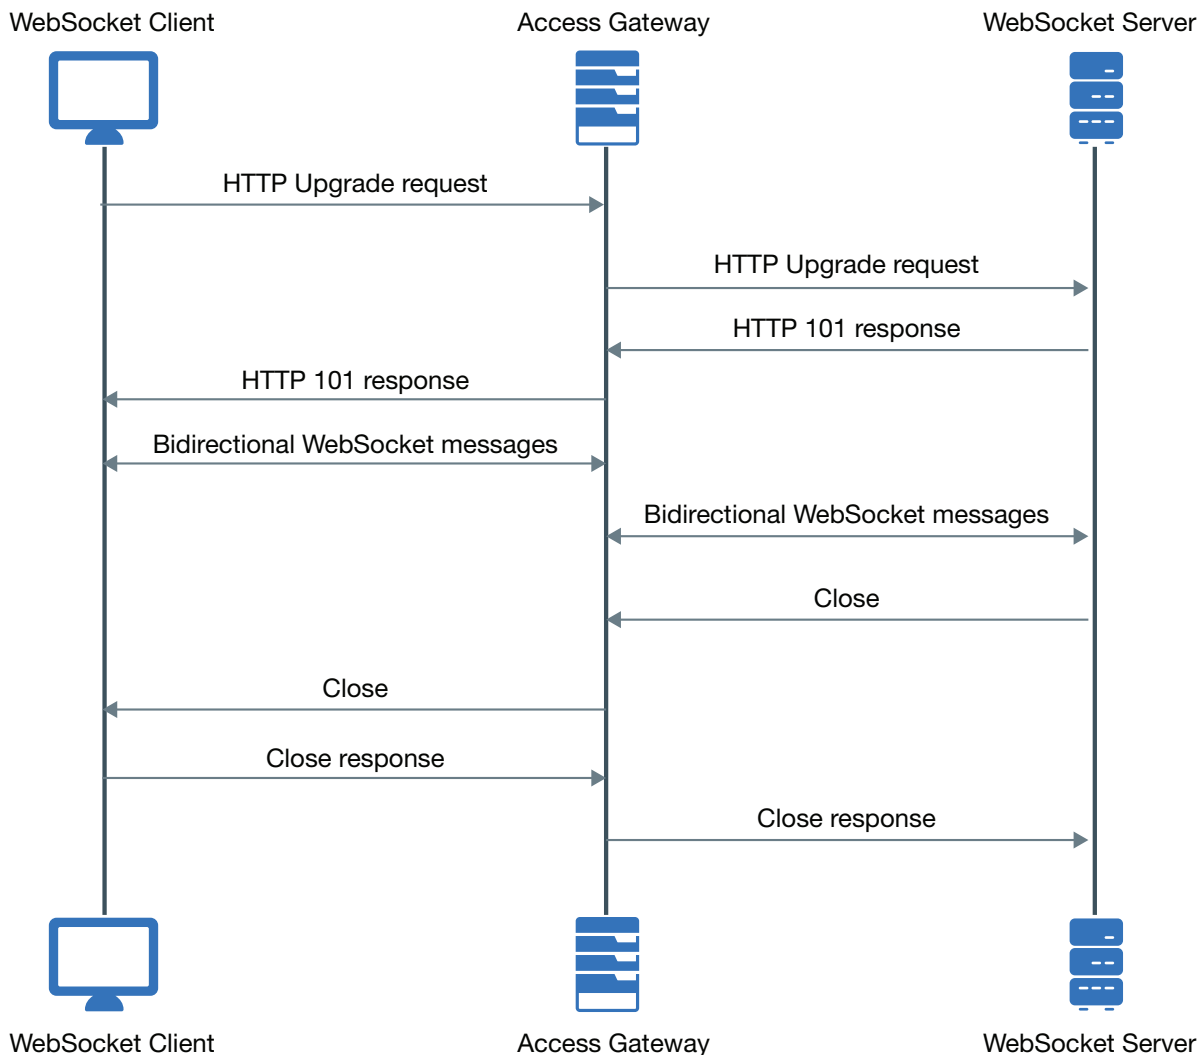 WebSocket Client
Access Gateway
WebSocket Server
HTTP Upgrade request
HTTP Upgrade request
HTTP 101 response
HTTP 101 response
Bidirectional WebSocket messages
Bidirectional WebSocket messages
Close
Close
Close response
Close response
WebSocket Client
Access Gateway
WebSocket Server